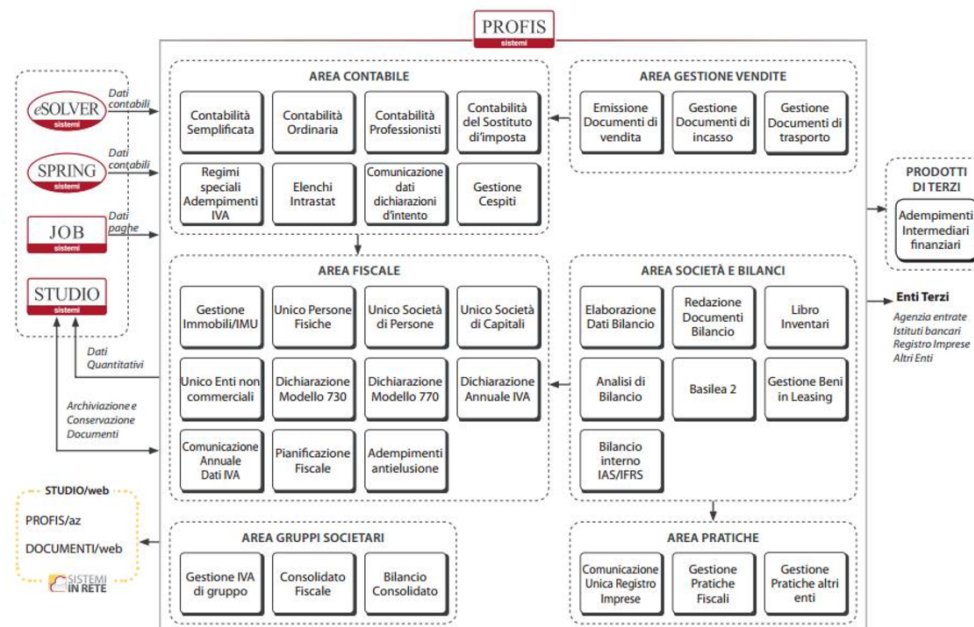 PROFIS
sistemi
eSOLVER
sistemi
Dati
contabili
SPRING
sistemi
Dati
contabili
JOB
sistemi
Dati
paghe
STUDIO
sistemi
Dati
Quantitativi
Archiviazione e
Conservazione
Documenti
STUDIO/web
PROFIS/az
DOCUMENTI/web
SISTEMI
IN RETE
AREA CONTABILE
Contabilità
Semplificata
Contabilità
Ordinaria
Contabilità
Professionisti
Contabilità
del Sostituto
di'imposta
Regimi
speciali
Adempimenti
IVA
Elenchi
Intrastat
Comunicazione
dati
dichiarazioni
d'intento
Gestione
Cespiti
AREA GESTIONE VENDITE
Emissione
Documenti di
vendita
Gestione
Documenti di
incasso
Gestione
Documenti di
trasporto
AREA FISCALE
Gestione
Immobili/IMU
Unico Persone
Fisiche
Unico Società
di Persone
Unico Società
di Capitali
Unico Enti non
commerciali
Dichiarazione
Modello 730
Dichiarazione
Modello 770
Dichiarazione
Annuale IVA
Comunicazione
Annuale
Dati IVA
Pianificazione
Fiscale
Adempimenti
antielusione
AREA SOCIETÀ E BILANCI
Elaborazione
Dati Bilancio
Redazione
Documenti
Bilancio
Libro
Inventari
Analisi di
Bilancio
Basilea 2
Gestione Beni
in Leasing
Bilancio
interno
IAS/IFRS
AREA GRUPPI SOCIETARI
Gestione IVA
di gruppo
Consolidato
Fiscale
Bilancio
Consolidato
AREA PRATICHE
Comunicazione
Unica Registro
Imprese
Gestione
Pratiche
Fiscali
Gestione
Pratiche altri
enti
PRODOTTI
DI TERZI
Adempimenti
Intermediari
finanziari
Enti Terzi
Agenzia entrate
Istituti bancari
Registro Imprese
Altri Enti